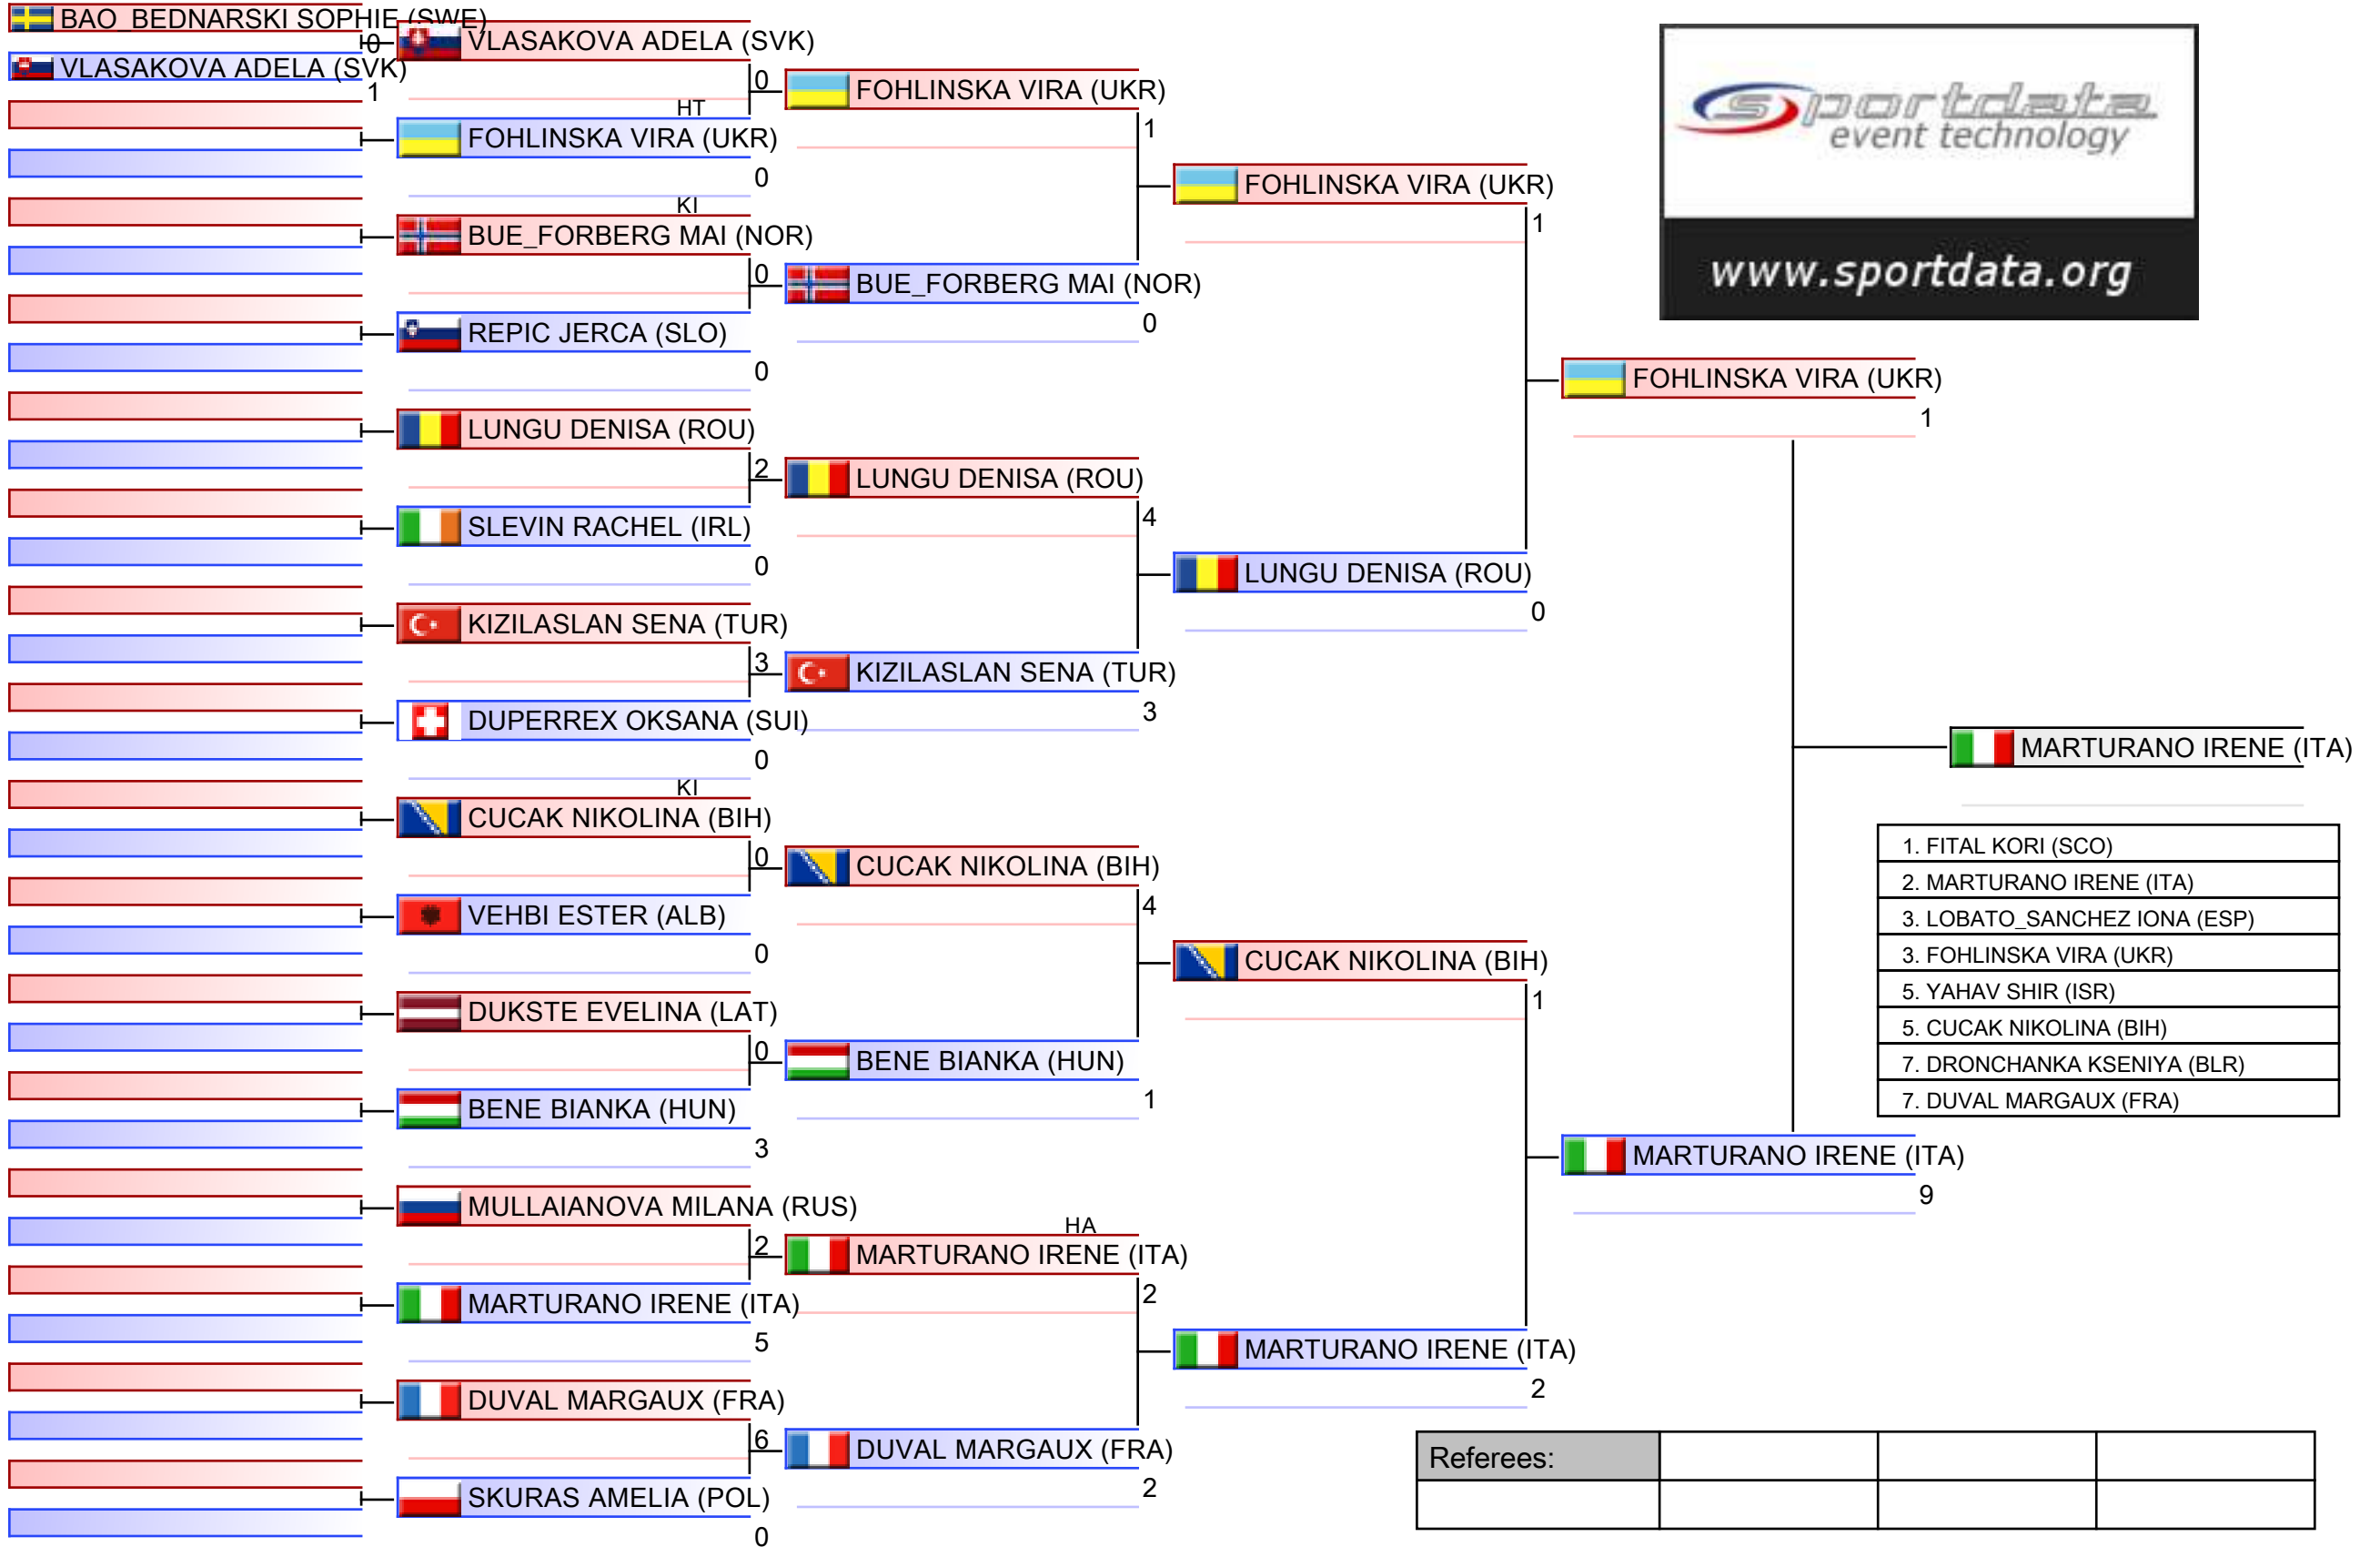 BAO_BEDNARSKI SOPHIE (SWE)
0
VLASAKOVA ADELA (SVK)
1
VLASAKOVA ADELA (SVK)
0
HT
FOHLINSKA VIRA (UKR)
0
KI
BUE_FORBERG MAI (NOR)
0
REPIC JERCA (SLO)
0
LUNGU DENISA (ROU)
2
SLEVIN RACHEL (IRL)
0
KIZILASLAN SENA (TUR)
3
DUPERREX OKSANA (SUI)
0
KI
CUCAK NIKOLINA (BIH)
0
VEHBI ESTER (ALB)
0
DUKSTE EVELINA (LAT)
0
BENE BIANKA (HUN)
3
MULLAIANOVA MILANA (RUS)
2
MARTURANO IRENE (ITA)
5
DUVAL MARGAUX (FRA)
6
SKURAS AMELIA (POL)
0
FOHLINSKA VIRA (UKR)
1
BUE_FORBERG MAI (NOR)
0
LUNGU DENISA (ROU)
4
KIZILASLAN SENA (TUR)
3
CUCAK NIKOLINA (BIH)
4
BENE BIANKA (HUN)
1
HA
MARTURANO IRENE (ITA)
2
DUVAL MARGAUX (FRA)
2
FOHLINSKA VIRA (UKR)
1
LUNGU DENISA (ROU)
0
CUCAK NIKOLINA (BIH)
1
MARTURANO IRENE (ITA)
2
FOHLINSKA VIRA (UKR)
1
MARTURANO IRENE (ITA)
9
MARTURANO IRENE (ITA)
sportdata
event technology
www.sportdata.org
1. FITAL KORI (SCO)
2. MARTURANO IRENE (ITA)
3. LOBATO_SANCHEZ IONA (ESP)
3. FOHLINSKA VIRA (UKR)
5. YAHAV SHIR (ISR)
5. CUCAK NIKOLINA (BIH)
7. DRONCHANKA KSENIYA (BLR)
7. DUVAL MARGAUX (FRA)
Referees: